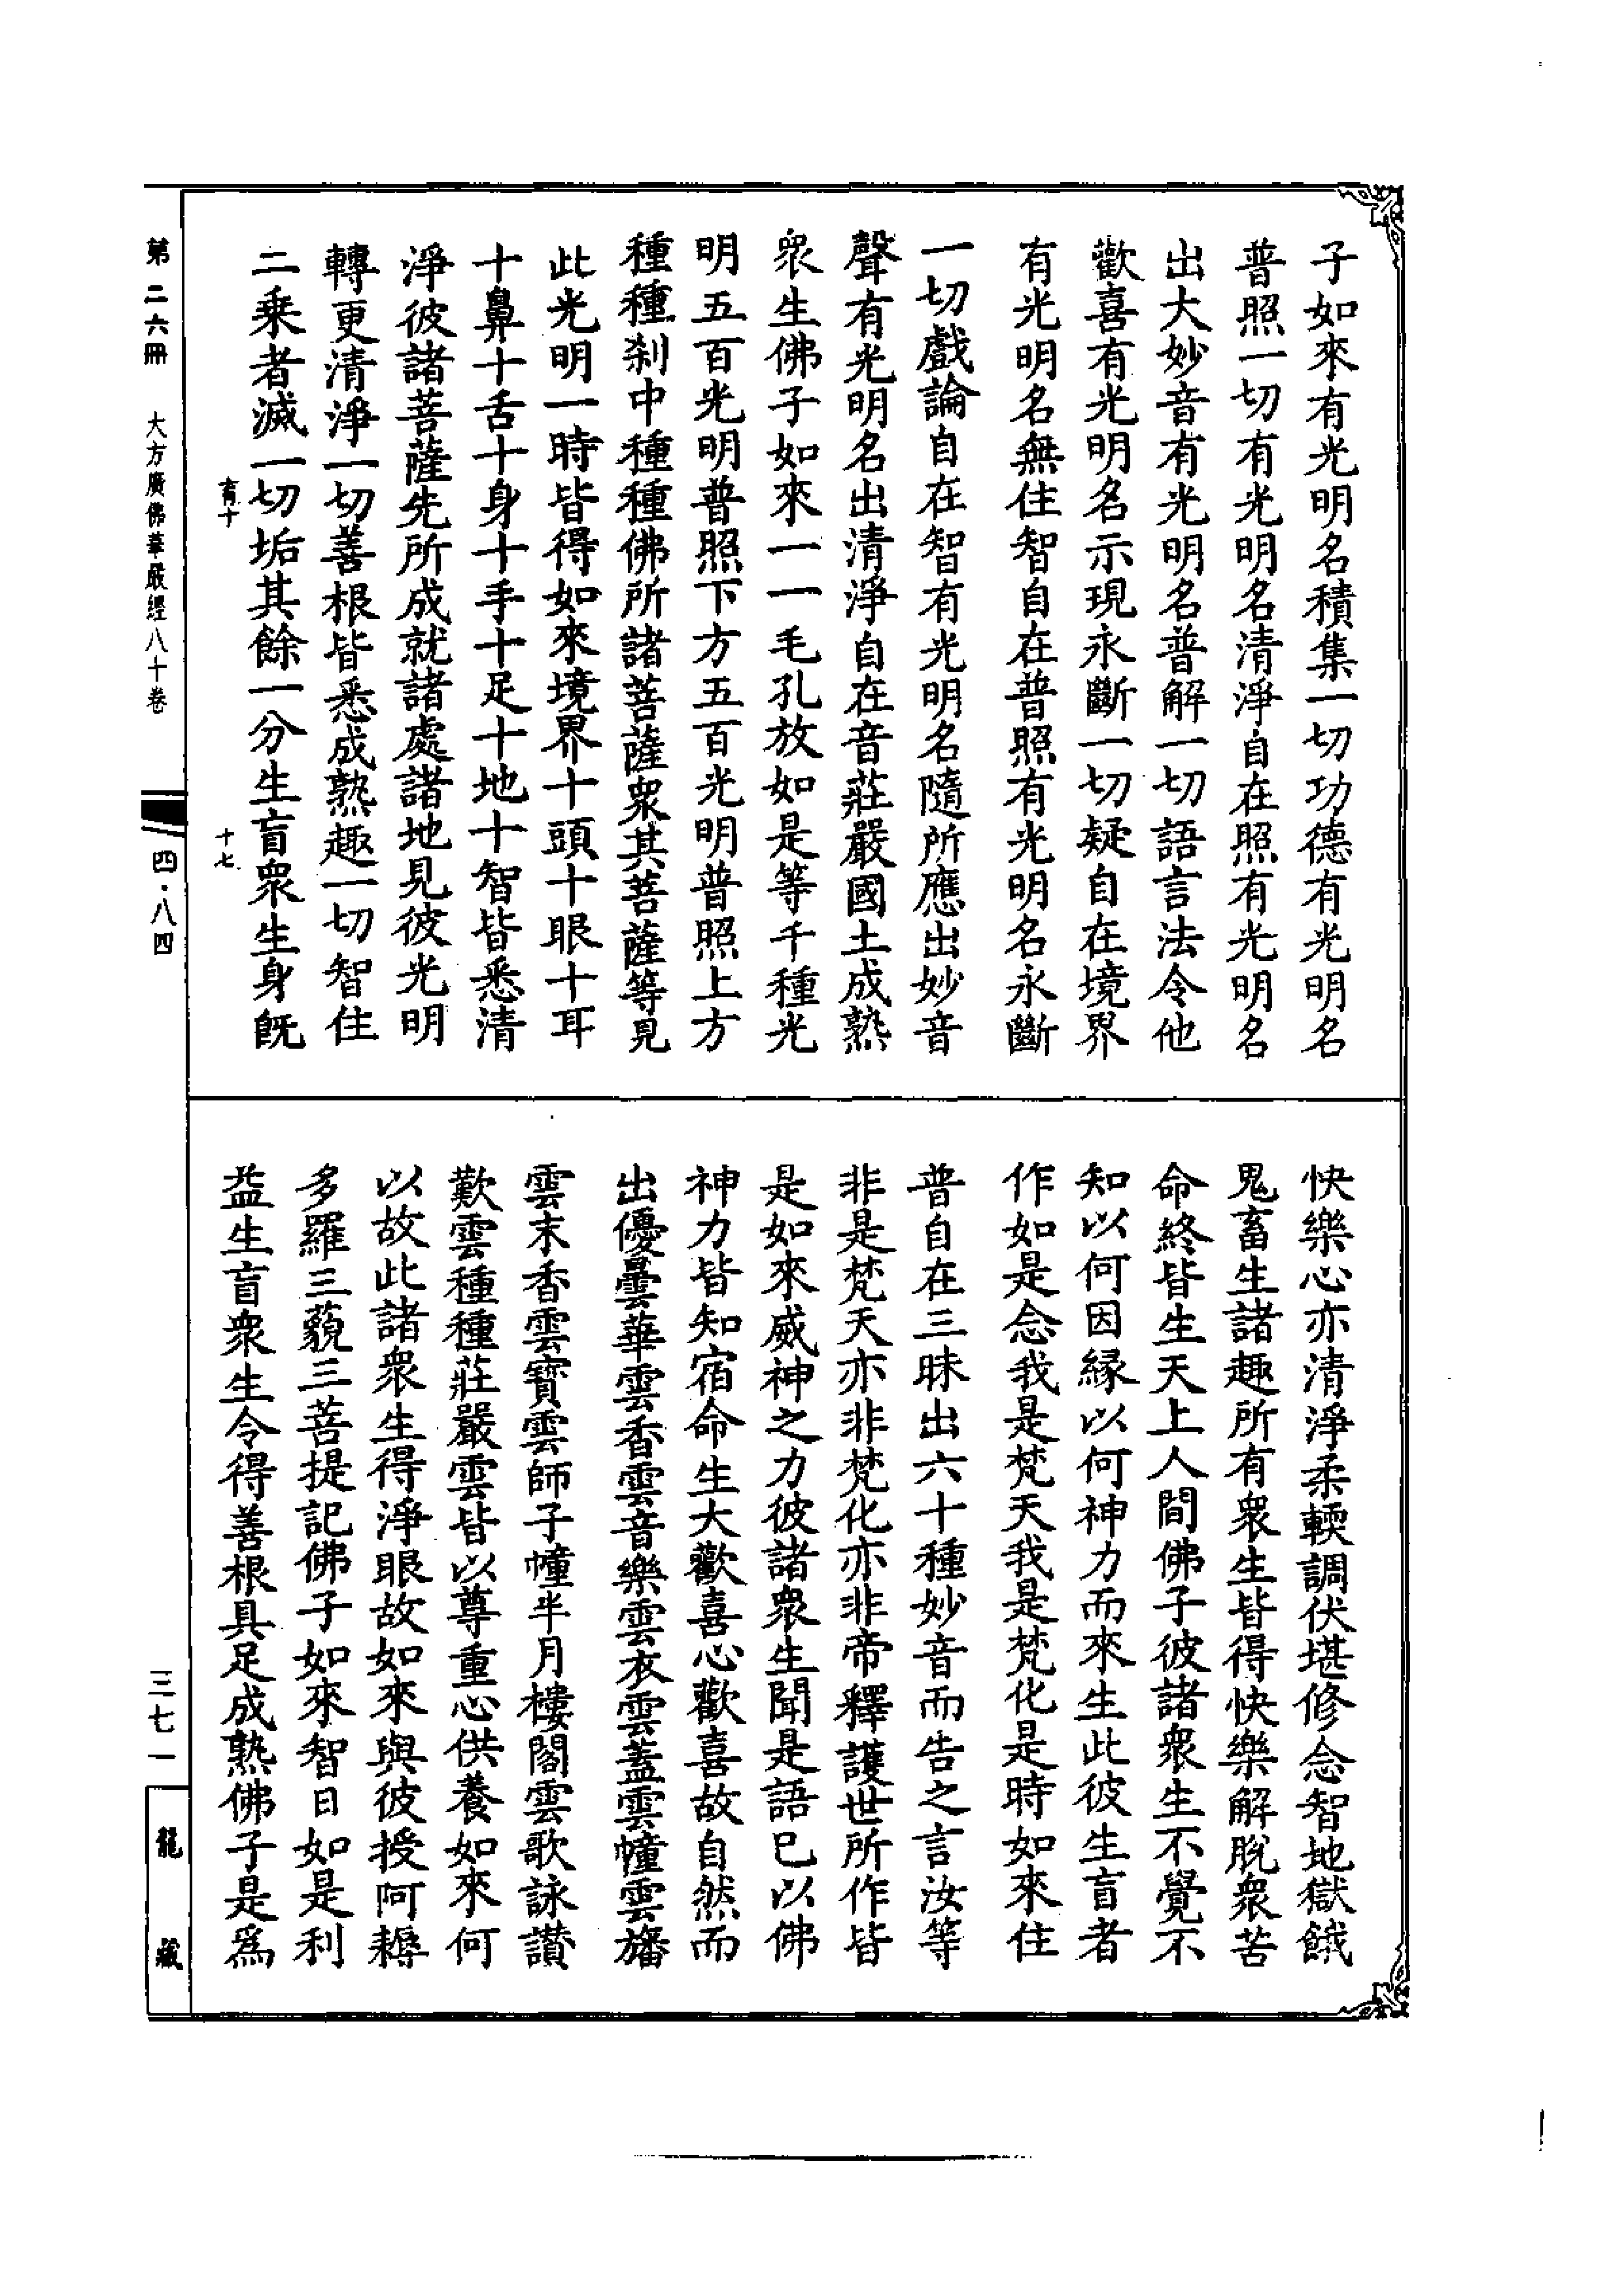 子如來有光明名積集一切功德有光明名
普照一切有光明名清淨自在照有光明名
出大妙音有光明名普解一切語言法令他
歡喜有光明名示現永斷一切疑自在境界
有光明名無住智自在普照有光明名永斷
一切戲論自在智有光明名隨所應出妙音
聲有光明名出清淨自在音莊嚴國土成熟
衆生佛子如來一一毛孔放如是等千種光
明五百光明普照下方五百光明普照上方
種種剎中種種佛所諸菩薩衆其菩薩等見
此光明一時皆得如來境界十頭十眼十耳
十鼻十舌十身十手十足十地十智皆悉清
淨彼諸菩薩先所成就諸處諸地見彼光明
轉更清淨一切善根皆悉成熟趣一切智住
二乘者滅一切垢其餘一分生盲衆生身旣
育十
十七
快樂心亦清淨柔輭調伏堪修念智地獄餓
鬼畜生諸趣所有衆生皆得快樂解脫衆苦
命終皆生天上人間佛子彼諸衆生不覺不
知以何因緣以何神力而來生此彼生盲者
作如是念我是梵天我是梵化是時如來住
普自在三昧出六十種妙音而告之言汝等
非是梵天亦非梵化亦非帝釋護世所作皆
是如來威神之力彼諸衆生聞是語已以佛
神力皆知宿命生大歡喜心歡喜故自然而
出優曇華雲香雲音樂雲衣雲蓋雲幢雲旛
雲末香雲寶雲師子幢半月樓閣雲歌詠讚
歎雲種種莊嚴雲皆以尊重心供養如來何
以故此諸衆生得淨眼故如來與彼授阿耨
多羅三藐三菩提記佛子如來智日如是利
益生盲衆生令得善根具足成熟佛子是爲
第二六冊
大方廣佛華嚴經八十卷
四·八四
三七一
龍藏